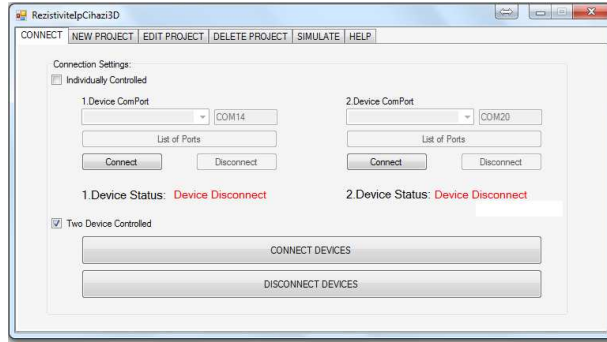 RezistiviteIpCihazi3D
CONNECT NEW PROJECT EDIT PROJECT DELETE PROJECT SIMULATE HELP
Connection Settings:
Individually Controlled
1.Device ComPort 2.Device ComPort
COM14 COM20
List of Ports List of Ports
Connect Disconnect Connect Disconnect
1.Device Status: Device Disconnect 2.Device Status: Device Disconnect
Two Device Controlled
CONNECT DEVICES
DISCONNECT DEVICES